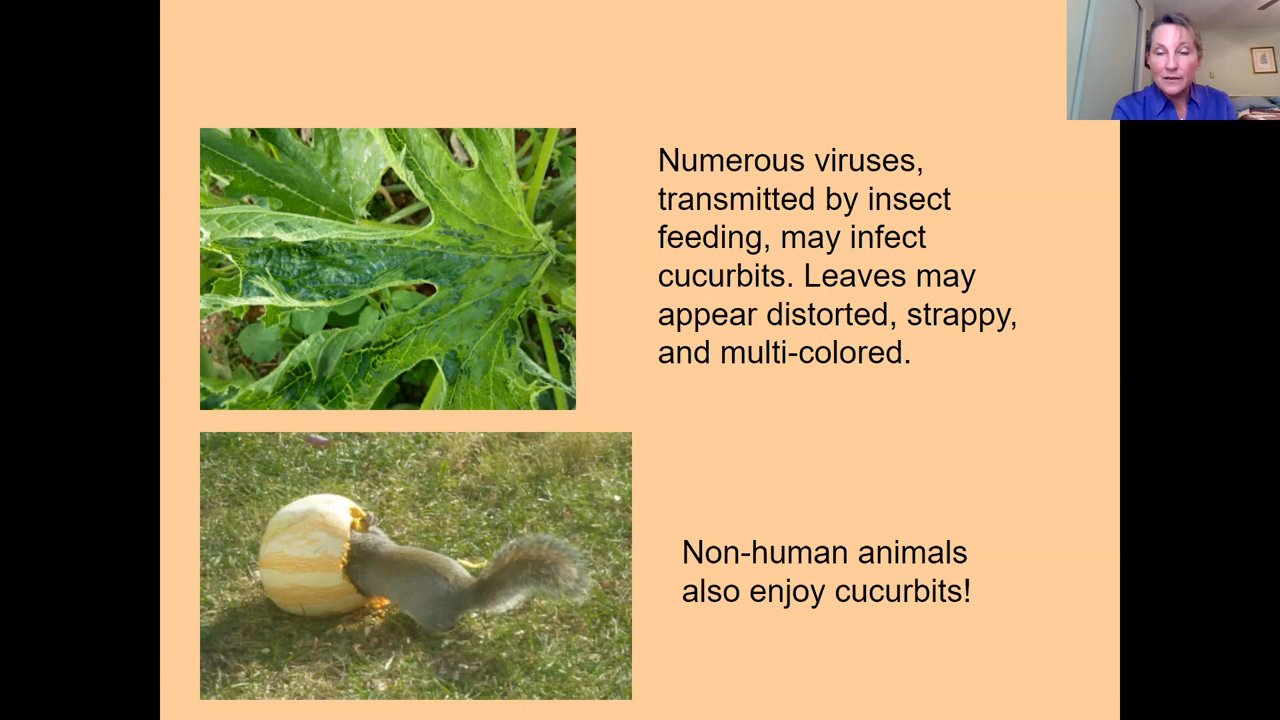 Numerous viruses,
transmitted by insect
feeding, may infect
cucurbits. Leaves may
appear distorted, strappy,
and multi-colored.
Non-human animals
also enjoy cucurbits!